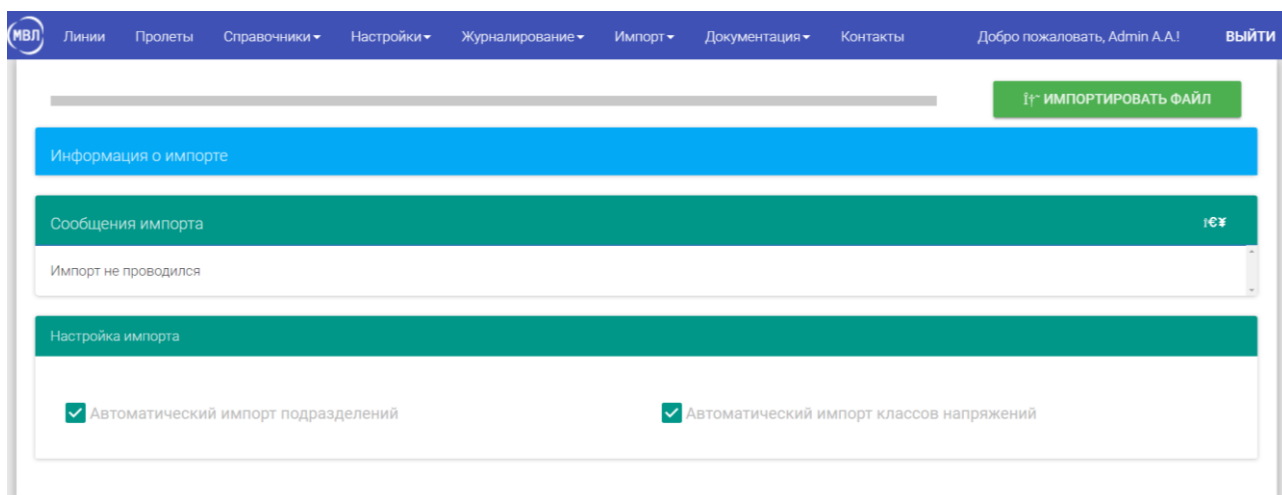 МВЛ Линии Пролеты Справочники Настройки Журналирование Импорт Документация Контакты Добро пожаловать, Admin A.A.! ВЫЙТИ
ИМПОРТИРОВАТЬ ФАЙЛ
Информация о импорте
Сообщения импорта
Импорт не проводился
Настройка импорта
Автоматический импорт подразделений Автоматический импорт классов напряжений